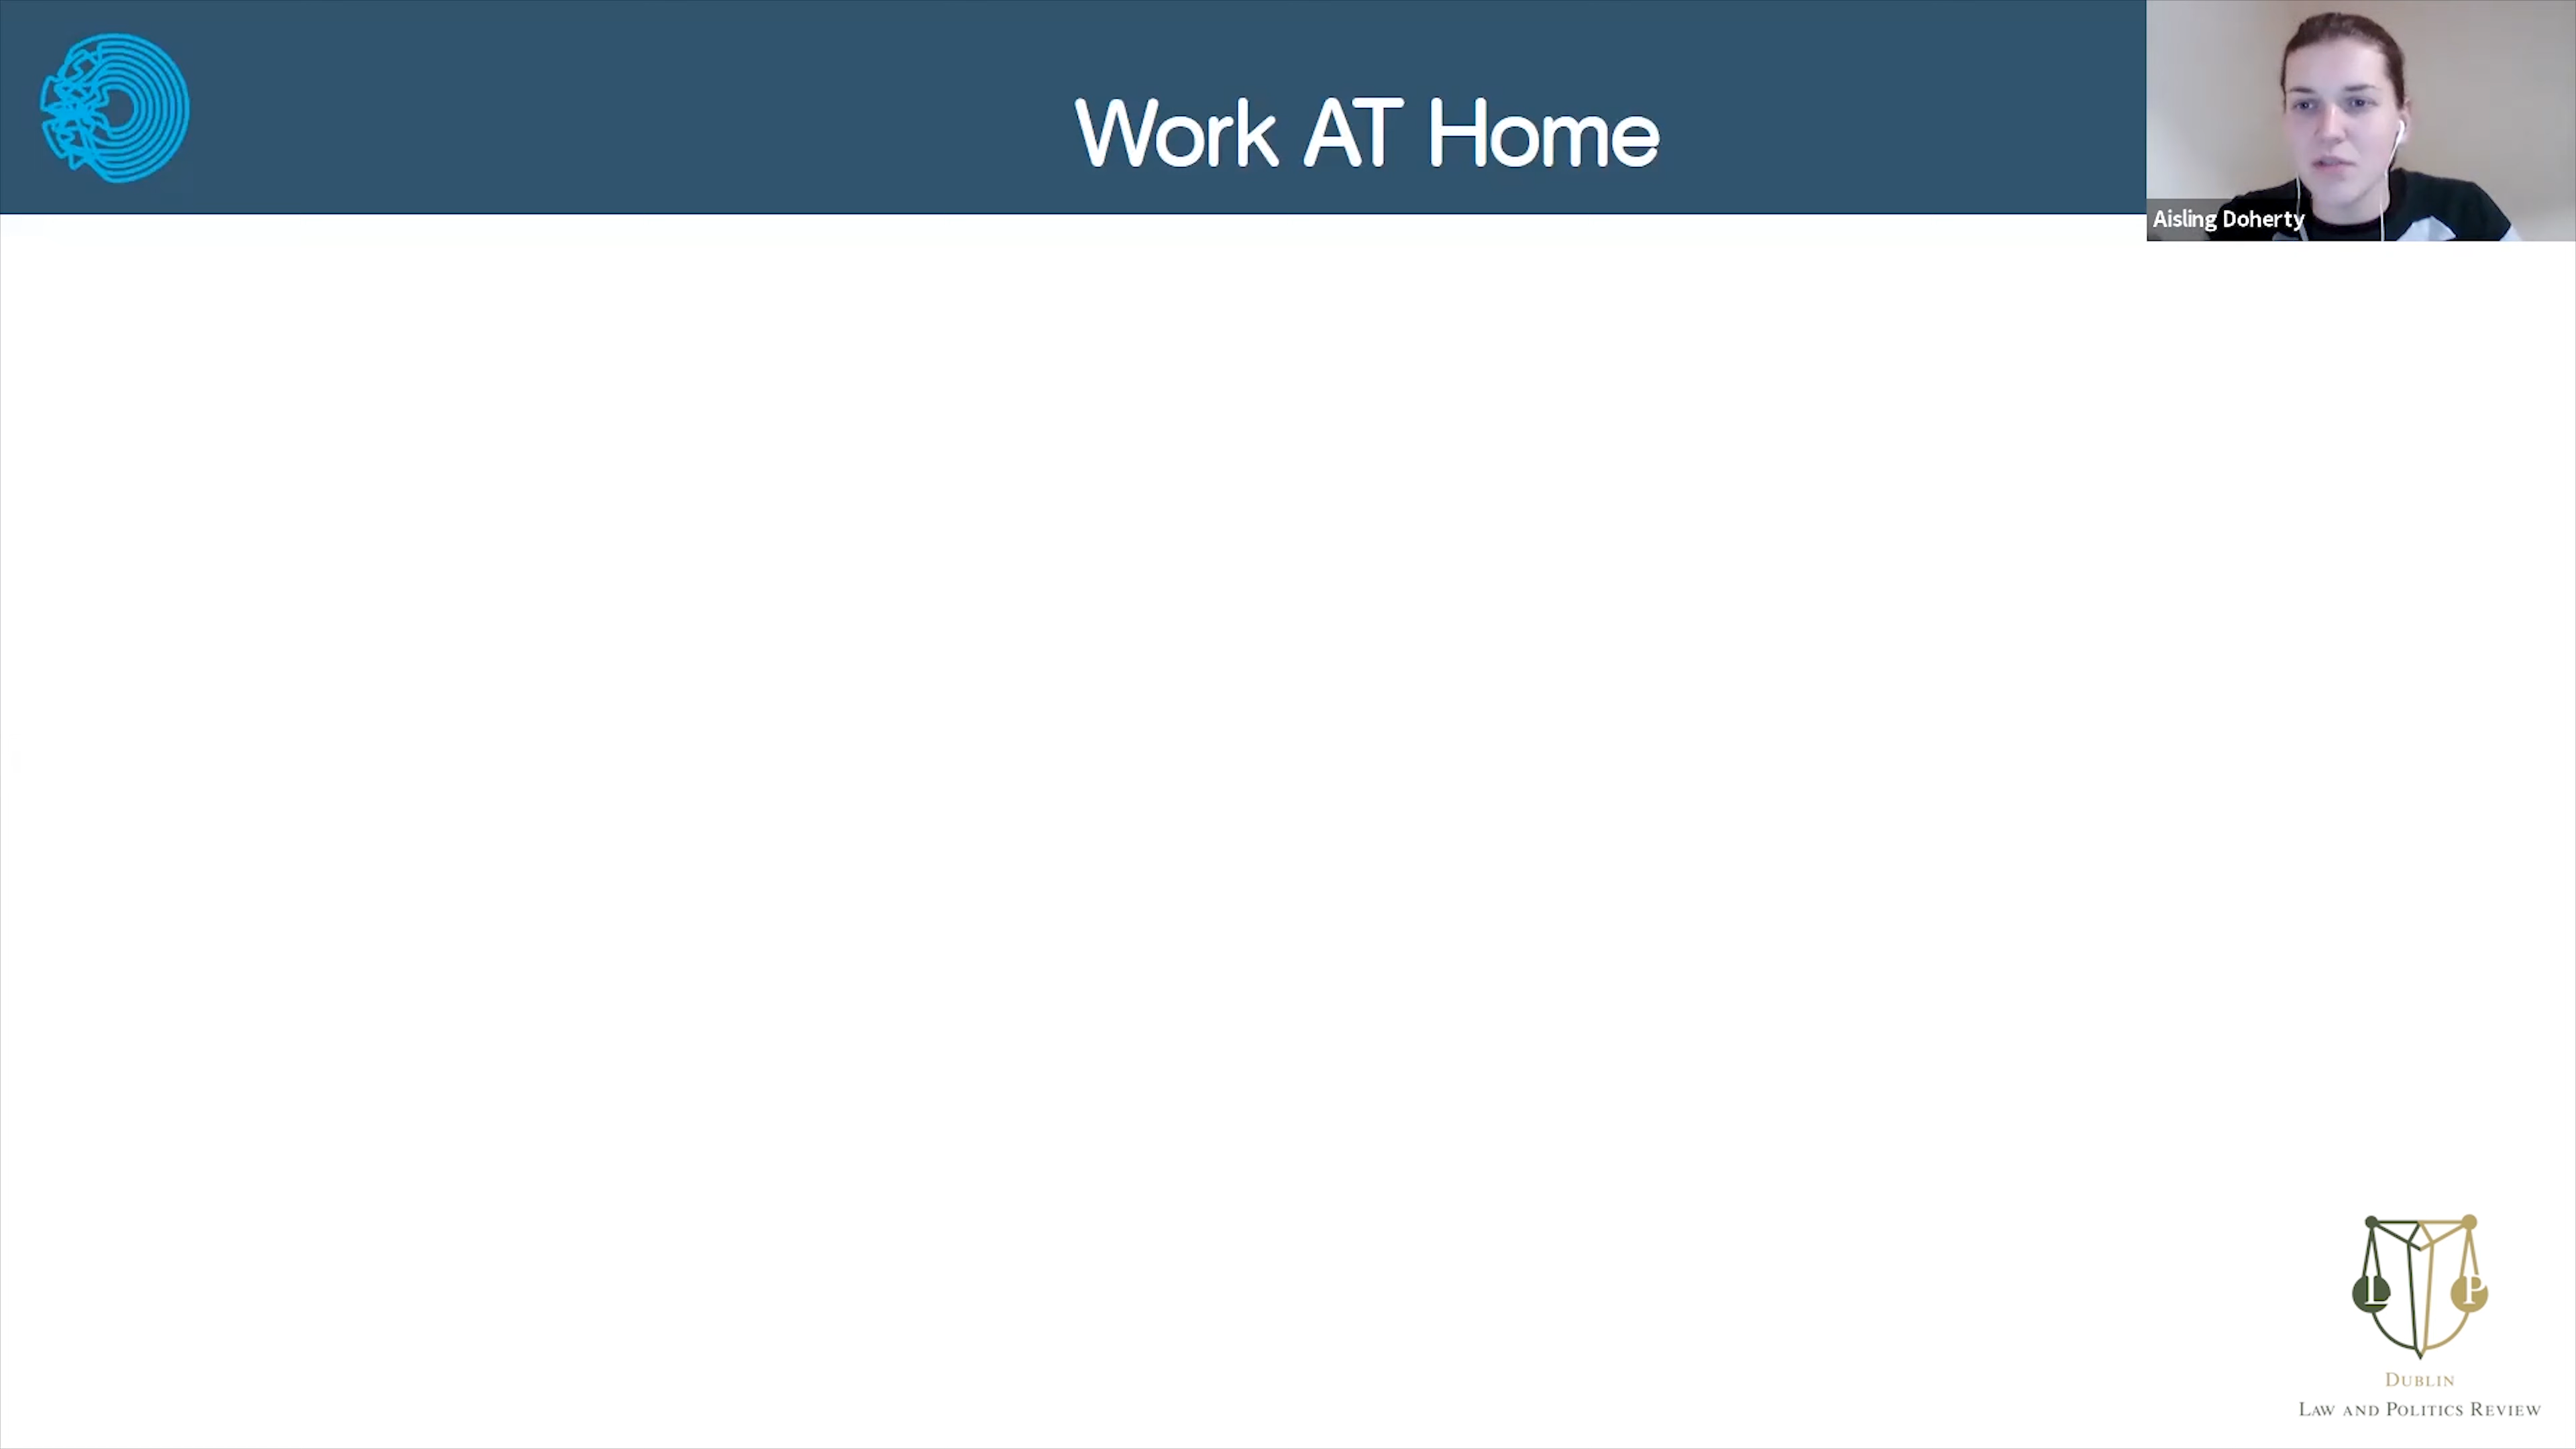 Work AT Home
Aisling Doherty
L P
DUBLIN
LAW AND POLITICS REVIEW